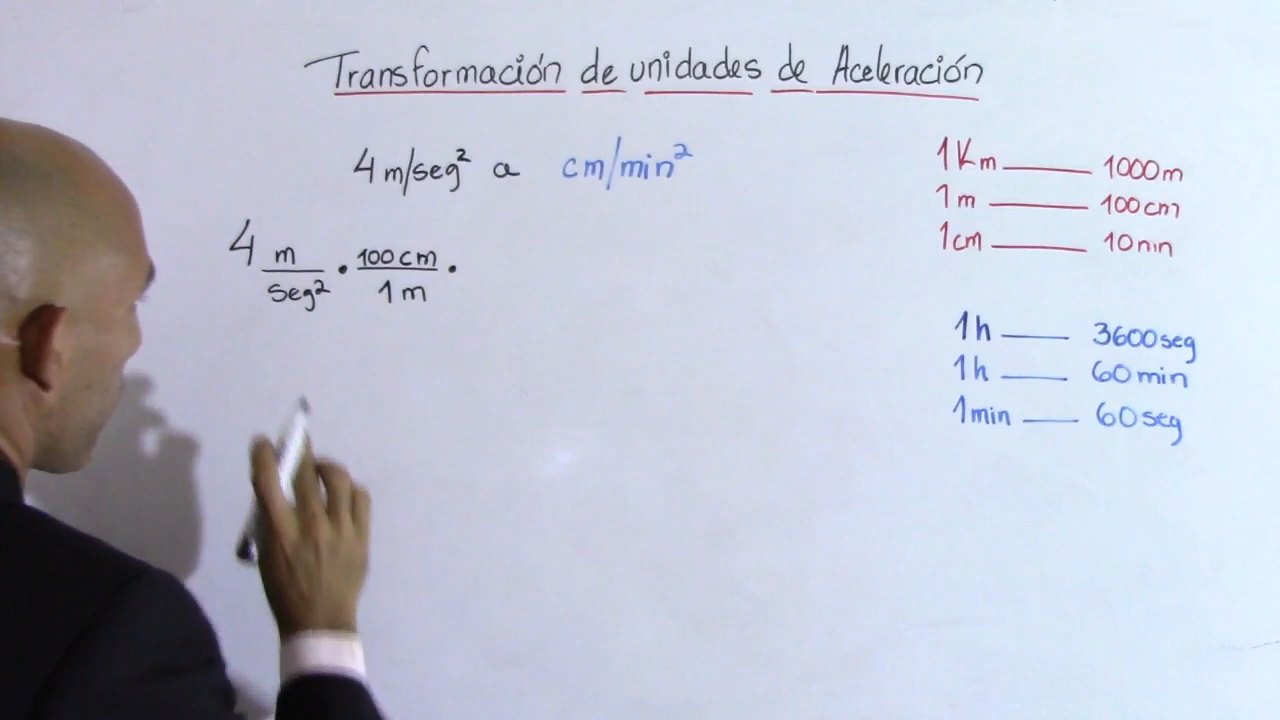 Transformación de unidades de Aceleración
4 m/seg² a cm/min²
4 m/seg² · 100 cm/1 m ·
1 Km — 1000 m
1 m — 100 cm
1 cm — 10 mm
1 h — 3600 seg
1 h — 60 min
1 min — 60 seg